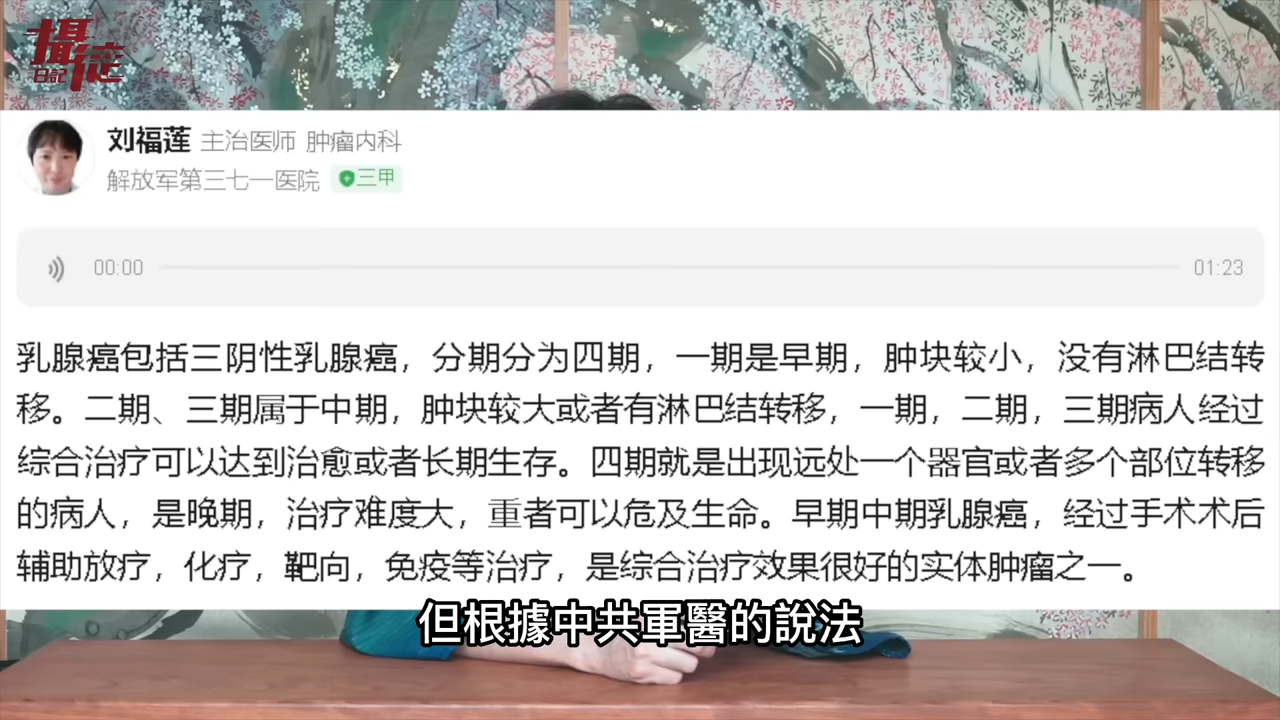 攝徒
日記
刘福莲 主治医师 肿瘤内科
解放军第三七一医院 三甲
00:00 01:23
乳腺癌包括三阴性乳腺癌，分期分为四期，一期是早期，肿块较小，没有淋巴结转
移。二期、三期属于中期，肿块较大或者有淋巴结转移，一期，二期，三期病人经过
综合治疗可以达到治愈或者长期生存。四期就是出现远处一个器官或者多个部位转移
的病人，是晚期，治疗难度大，重者可以危及生命。早期中期乳腺癌，经过手术术后
辅助放疗，化疗，靶向，免疫等治疗，是综合治疗效果很好的实体肿瘤之一。
但根據中共軍醫的說法